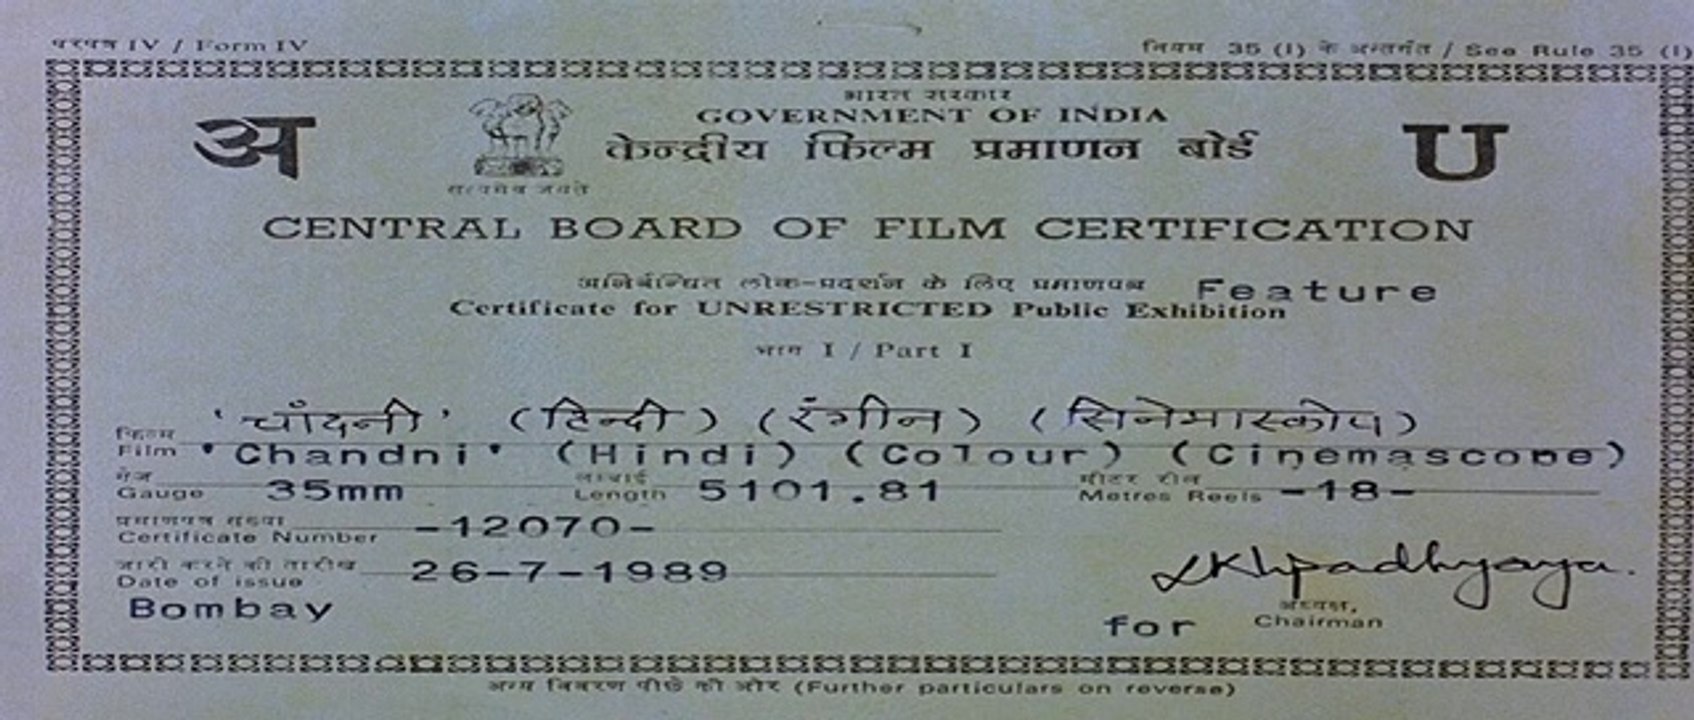 परिपत्र IV / Form IV
नियम 35 (1) के अन्तर्गत / See Rule 35 (1)
भारत सरकार
GOVERNMENT OF INDIA
अ
केन्द्रीय फिल्म प्रमाणन बोर्ड
U
सत्यमेव जयते
CENTRAL BOARD OF FILM CERTIFICATION
अनिर्बन्धित लोक-प्रदर्शन के लिए प्रमाणपत्र Feature
Certificate for UNRESTRICTED Public Exhibition
भाग I / Part I
'चाँदनी' (हिन्दी) (रंगीन) (सिनेमास्कोप)
फिल्म
Film 'Chandni' (Hindi) (Colour) (Cinemascope)
गेज लम्बाई मीटर रील
Gauge 35mm Length 5101.81 Metres Reels -18-
प्रमाणपत्र संख्या
Certificate Number -12070-
जारी करने की तारीख
Date of issue 26-7-1989
Bombay
अध्यक्ष,
for Chairman
अन्य विवरण पीछे की ओर (Further particulars on reverse)